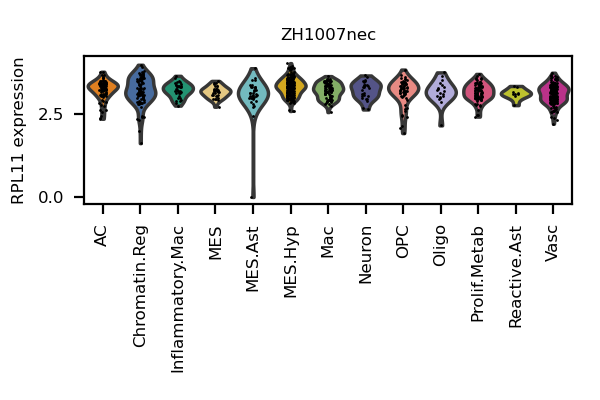 ZH1007nec
RPL11 expression
2.5
0.0
AC
Chromatin.Reg
Inflammatory.Mac
MES
MES.Ast
MES.Hyp
Mac
Neuron
OPC
Oligo
Prolif.Metab
Reactive.Ast
Vasc